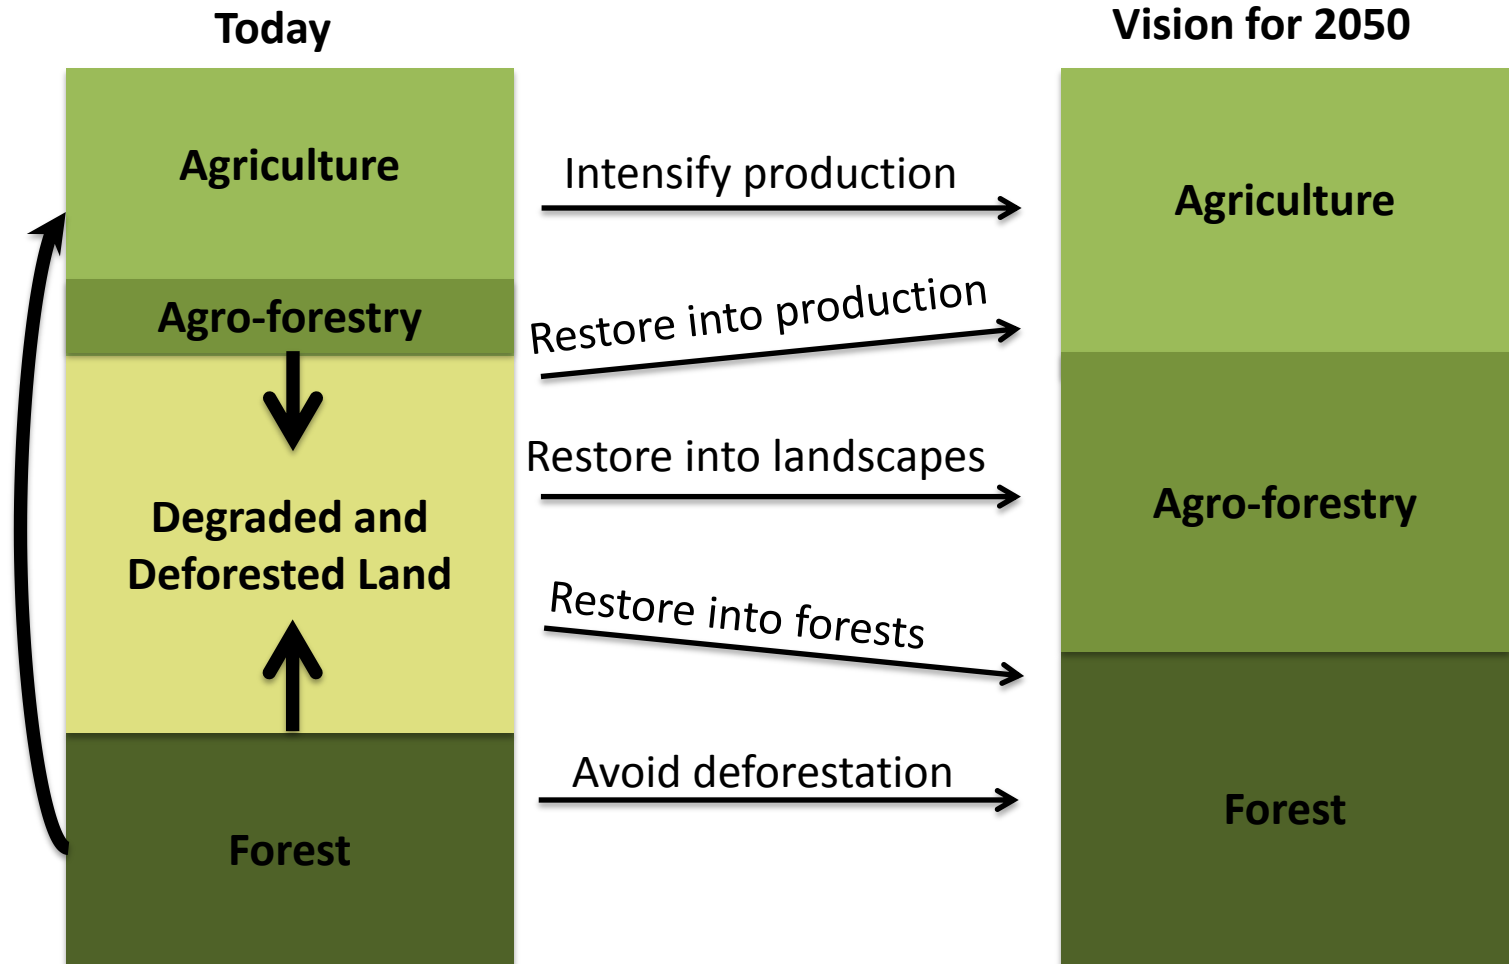 Today
Vision for 2050
Agriculture
Agro-forestry
Degraded and
Deforested Land
Forest
Intensify production
Restore into production
Restore into landscapes
Restore into forests
Avoid deforestation
Agriculture
Agro-forestry
Forest